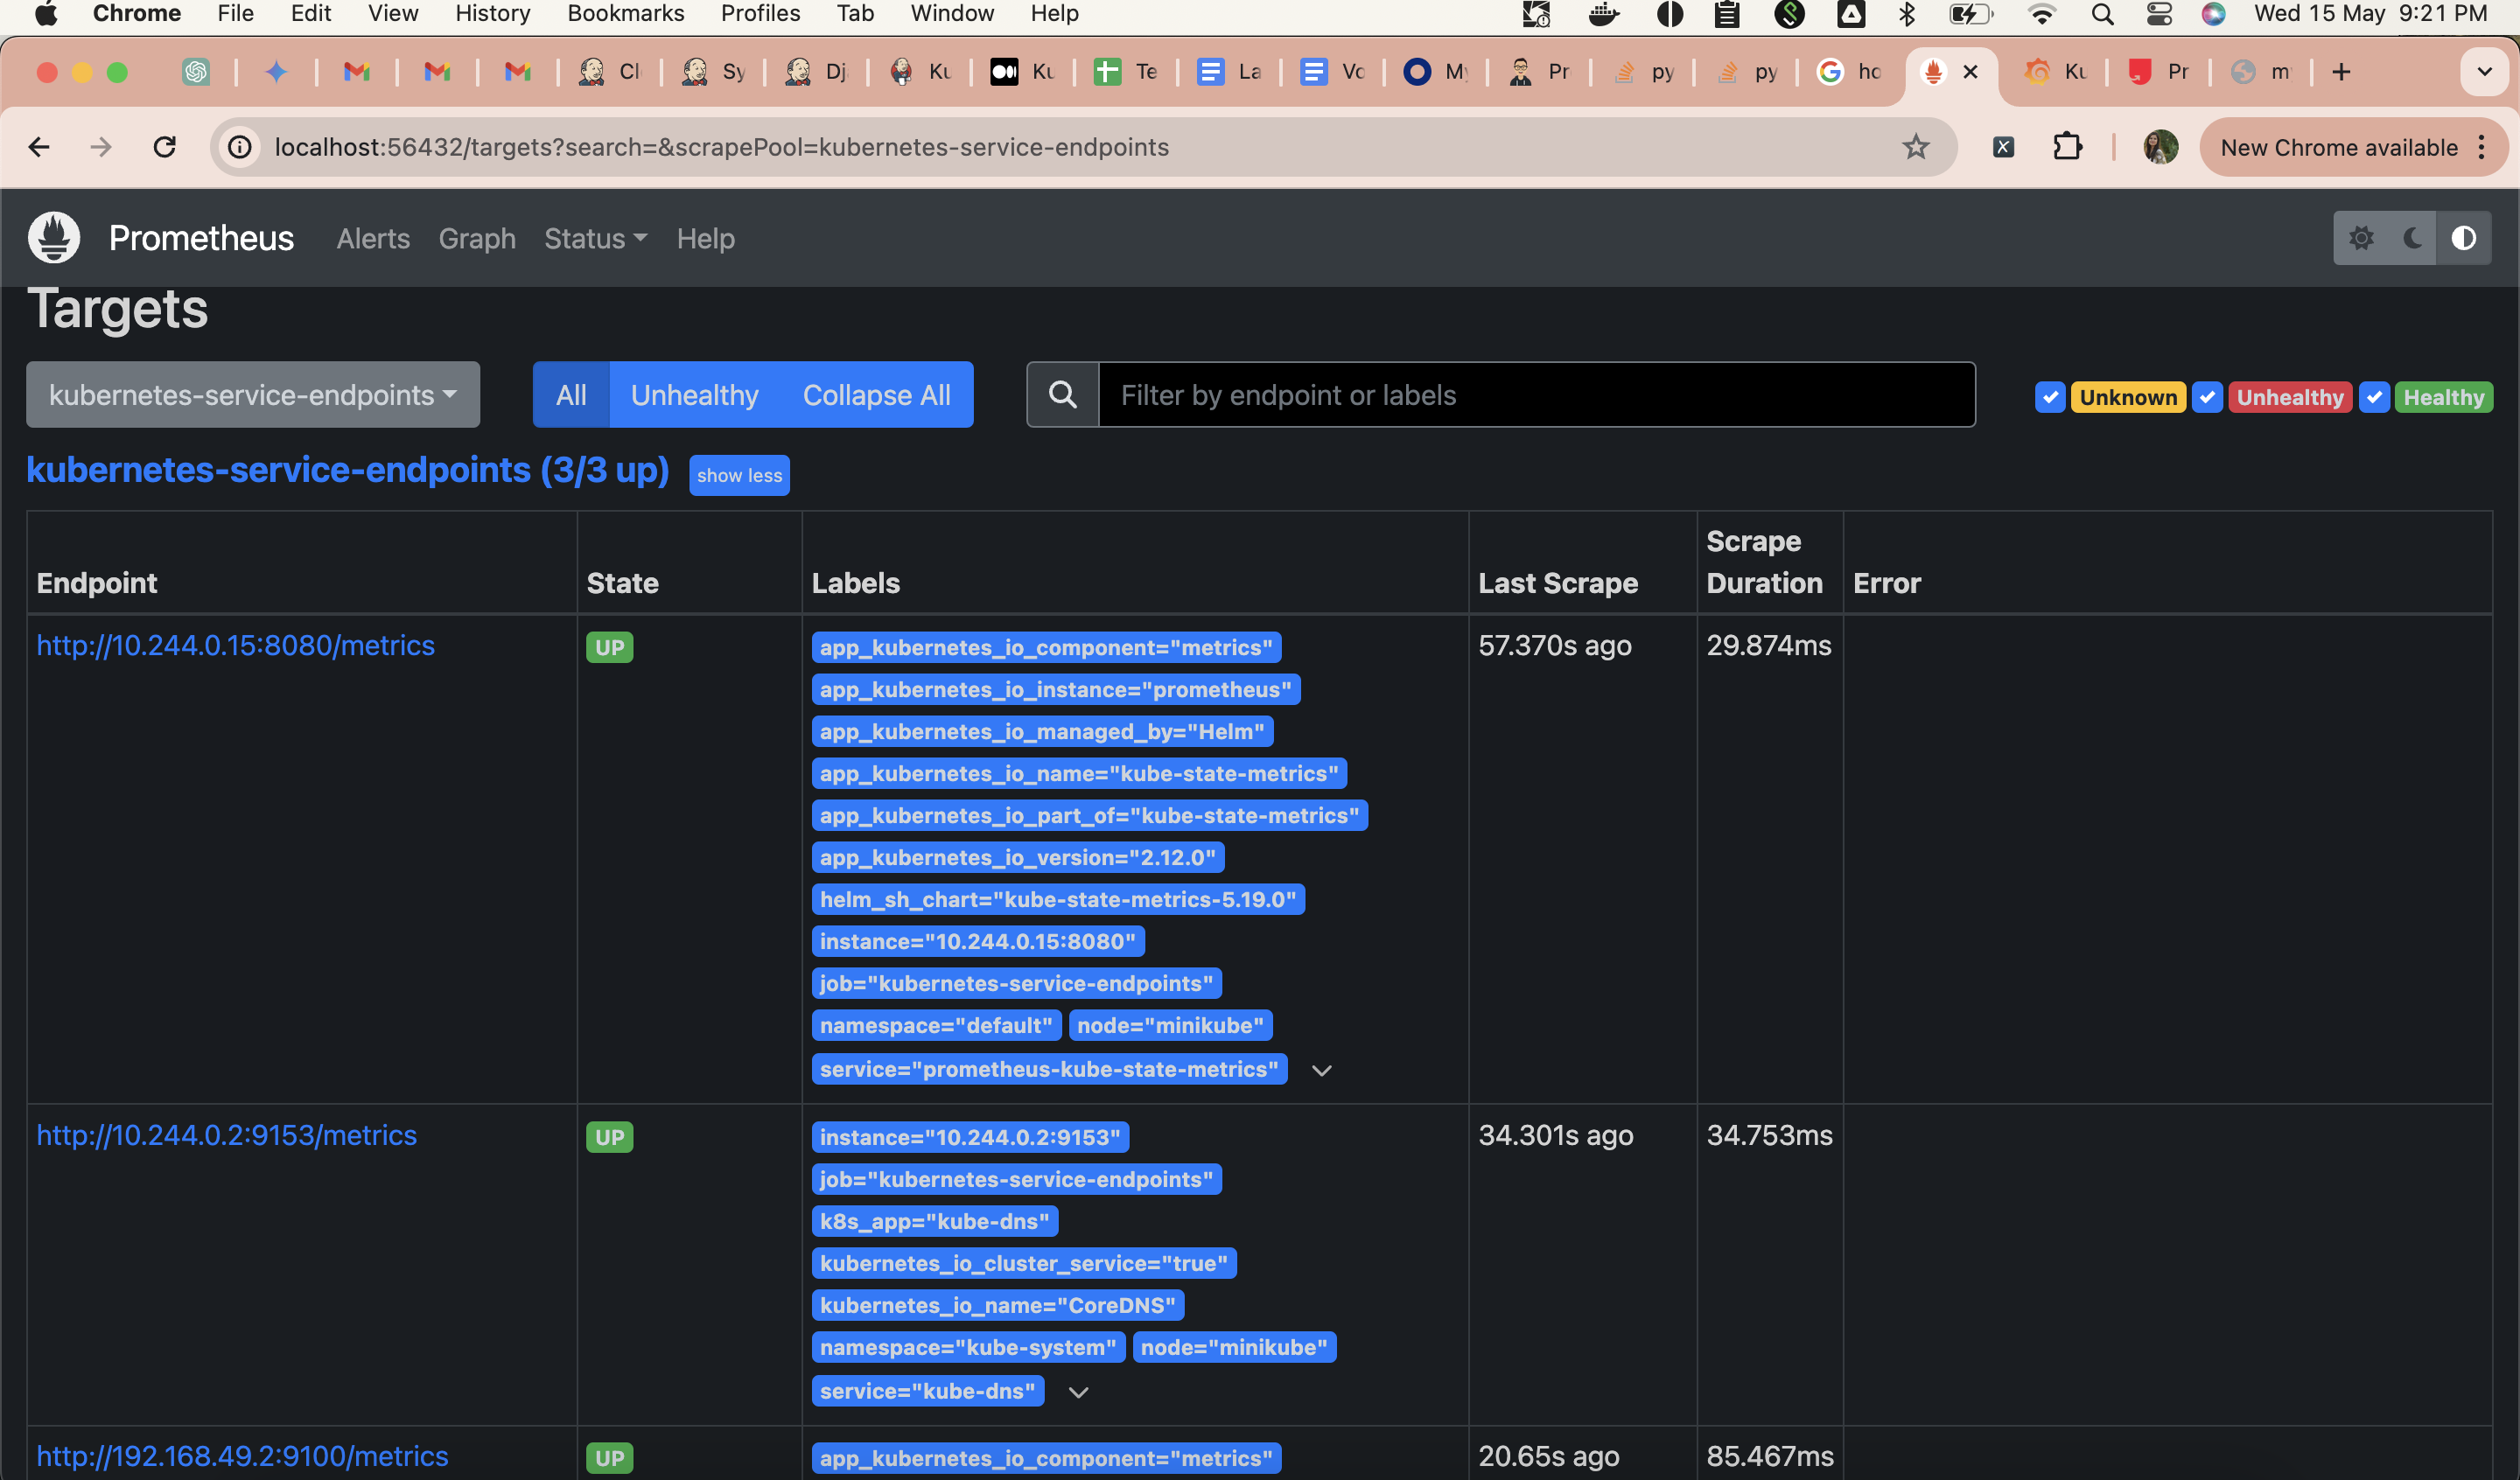 Chrome File Edit View History Bookmarks Profiles Tab Window Help Wed 15 May 9:21 PM
Cl Sy Dj Ku Ku Te La Vo My Pr py py ho Ku Pr m
localhost:56432/targets?search=&scrapePool=kubernetes-service-endpoints New Chrome available
Prometheus Alerts Graph Status Help
Targets
kubernetes-service-endpoints All Unhealthy Collapse All Filter by endpoint or labels Unknown Unhealthy Healthy
kubernetes-service-endpoints (3/3 up) show less
Endpoint State Labels Last Scrape Scrape Duration Error
http://10.244.0.15:8080/metrics UP app_kubernetes_io_component="metrics" 57.370s ago 29.874ms
app_kubernetes_io_instance="prometheus"
app_kubernetes_io_managed_by="Helm"
app_kubernetes_io_name="kube-state-metrics"
app_kubernetes_io_part_of="kube-state-metrics"
app_kubernetes_io_version="2.12.0"
helm_sh_chart="kube-state-metrics-5.19.0"
instance="10.244.0.15:8080"
job="kubernetes-service-endpoints"
namespace="default" node="minikube"
service="prometheus-kube-state-metrics"
http://10.244.0.2:9153/metrics UP instance="10.244.0.2:9153" 34.301s ago 34.753ms
job="kubernetes-service-endpoints"
k8s_app="kube-dns"
kubernetes_io_cluster_service="true"
kubernetes_io_name="CoreDNS"
namespace="kube-system" node="minikube"
service="kube-dns"
http://192.168.49.2:9100/metrics UP app_kubernetes_io_component="metrics" 20.65s ago 85.467ms